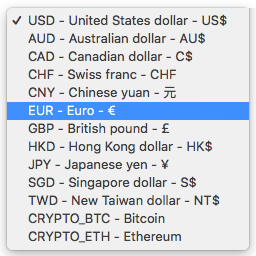 ✓ USD - United States dollar - US$
AUD - Australian dollar - AU$
CAD - Canadian dollar - C$
CHF - Swiss franc - CHF
CNY - Chinese yuan - 元
EUR - Euro - €
GBP - British pound - £
HKD - Hong Kong dollar - HK$
JPY - Japanese yen - ¥
SGD - Singapore dollar - S$
TWD - New Taiwan dollar - NT$
CRYPTO_BTC - Bitcoin
CRYPTO_ETH - Ethereum